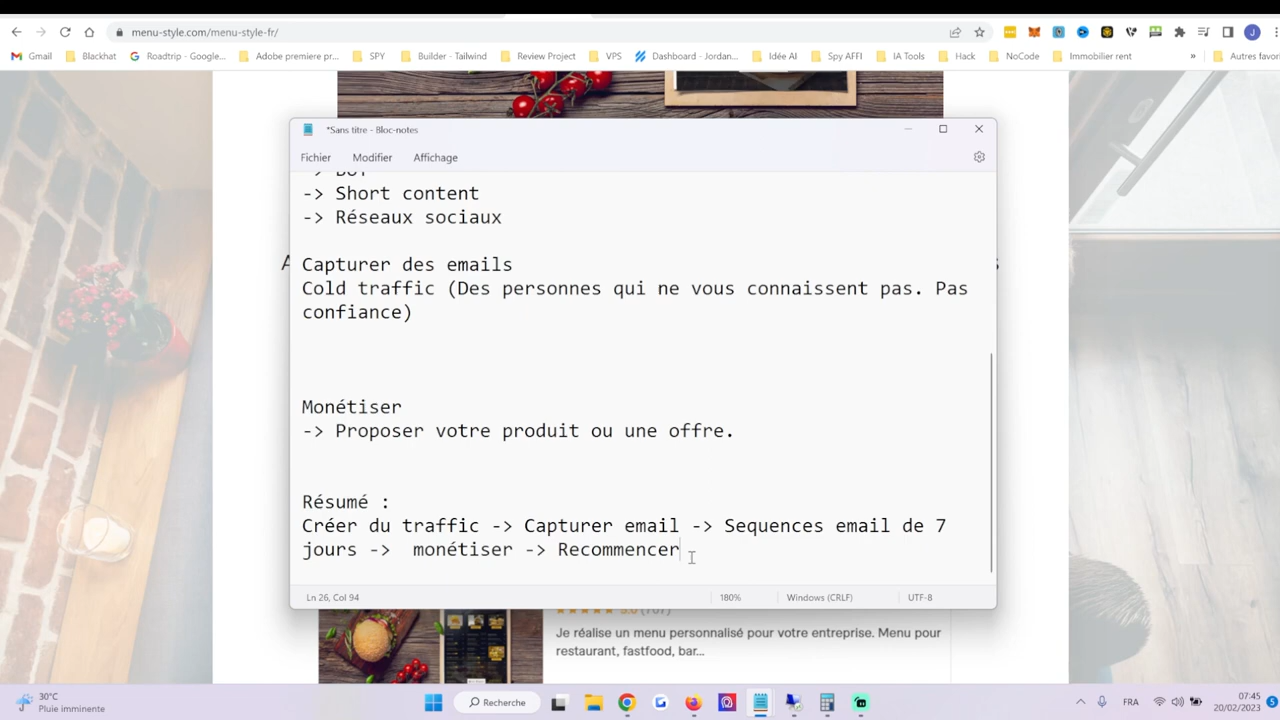 menu-style.com/menu-style-fr/
Gmail
Blackhat
Roadtrip - Google...
Adobe premiere pr...
SPY
Builder - Tailwind
Review Project
VPS
Dashboard - Jordan...
Idée AI
Spy AFFI
IA Tools
Hack
NoCode
Immobilier rent
»
Autres favori
*Sans titre - Bloc-notes
Fichier Modifier Affichage
-> Short content
-> Réseaux sociaux
Capturer des emails
Cold traffic (Des personnes qui ne vous connaissent pas. Pas
confiance)
Monétiser
-> Proposer votre produit ou une offre.
Résumé :
Créer du traffic -> Capturer email -> Sequences email de 7
jours -> monétiser -> Recommencer
Ln 26, Col 94
180%
Windows (CRLF)
UTF-8
Je réalise un menu personnalisé pour votre entreprise. Menu pour
restaurant, fastfood, bar...
30°C
Pluie imminente
Recherche
FRA
07:45
20/02/2023